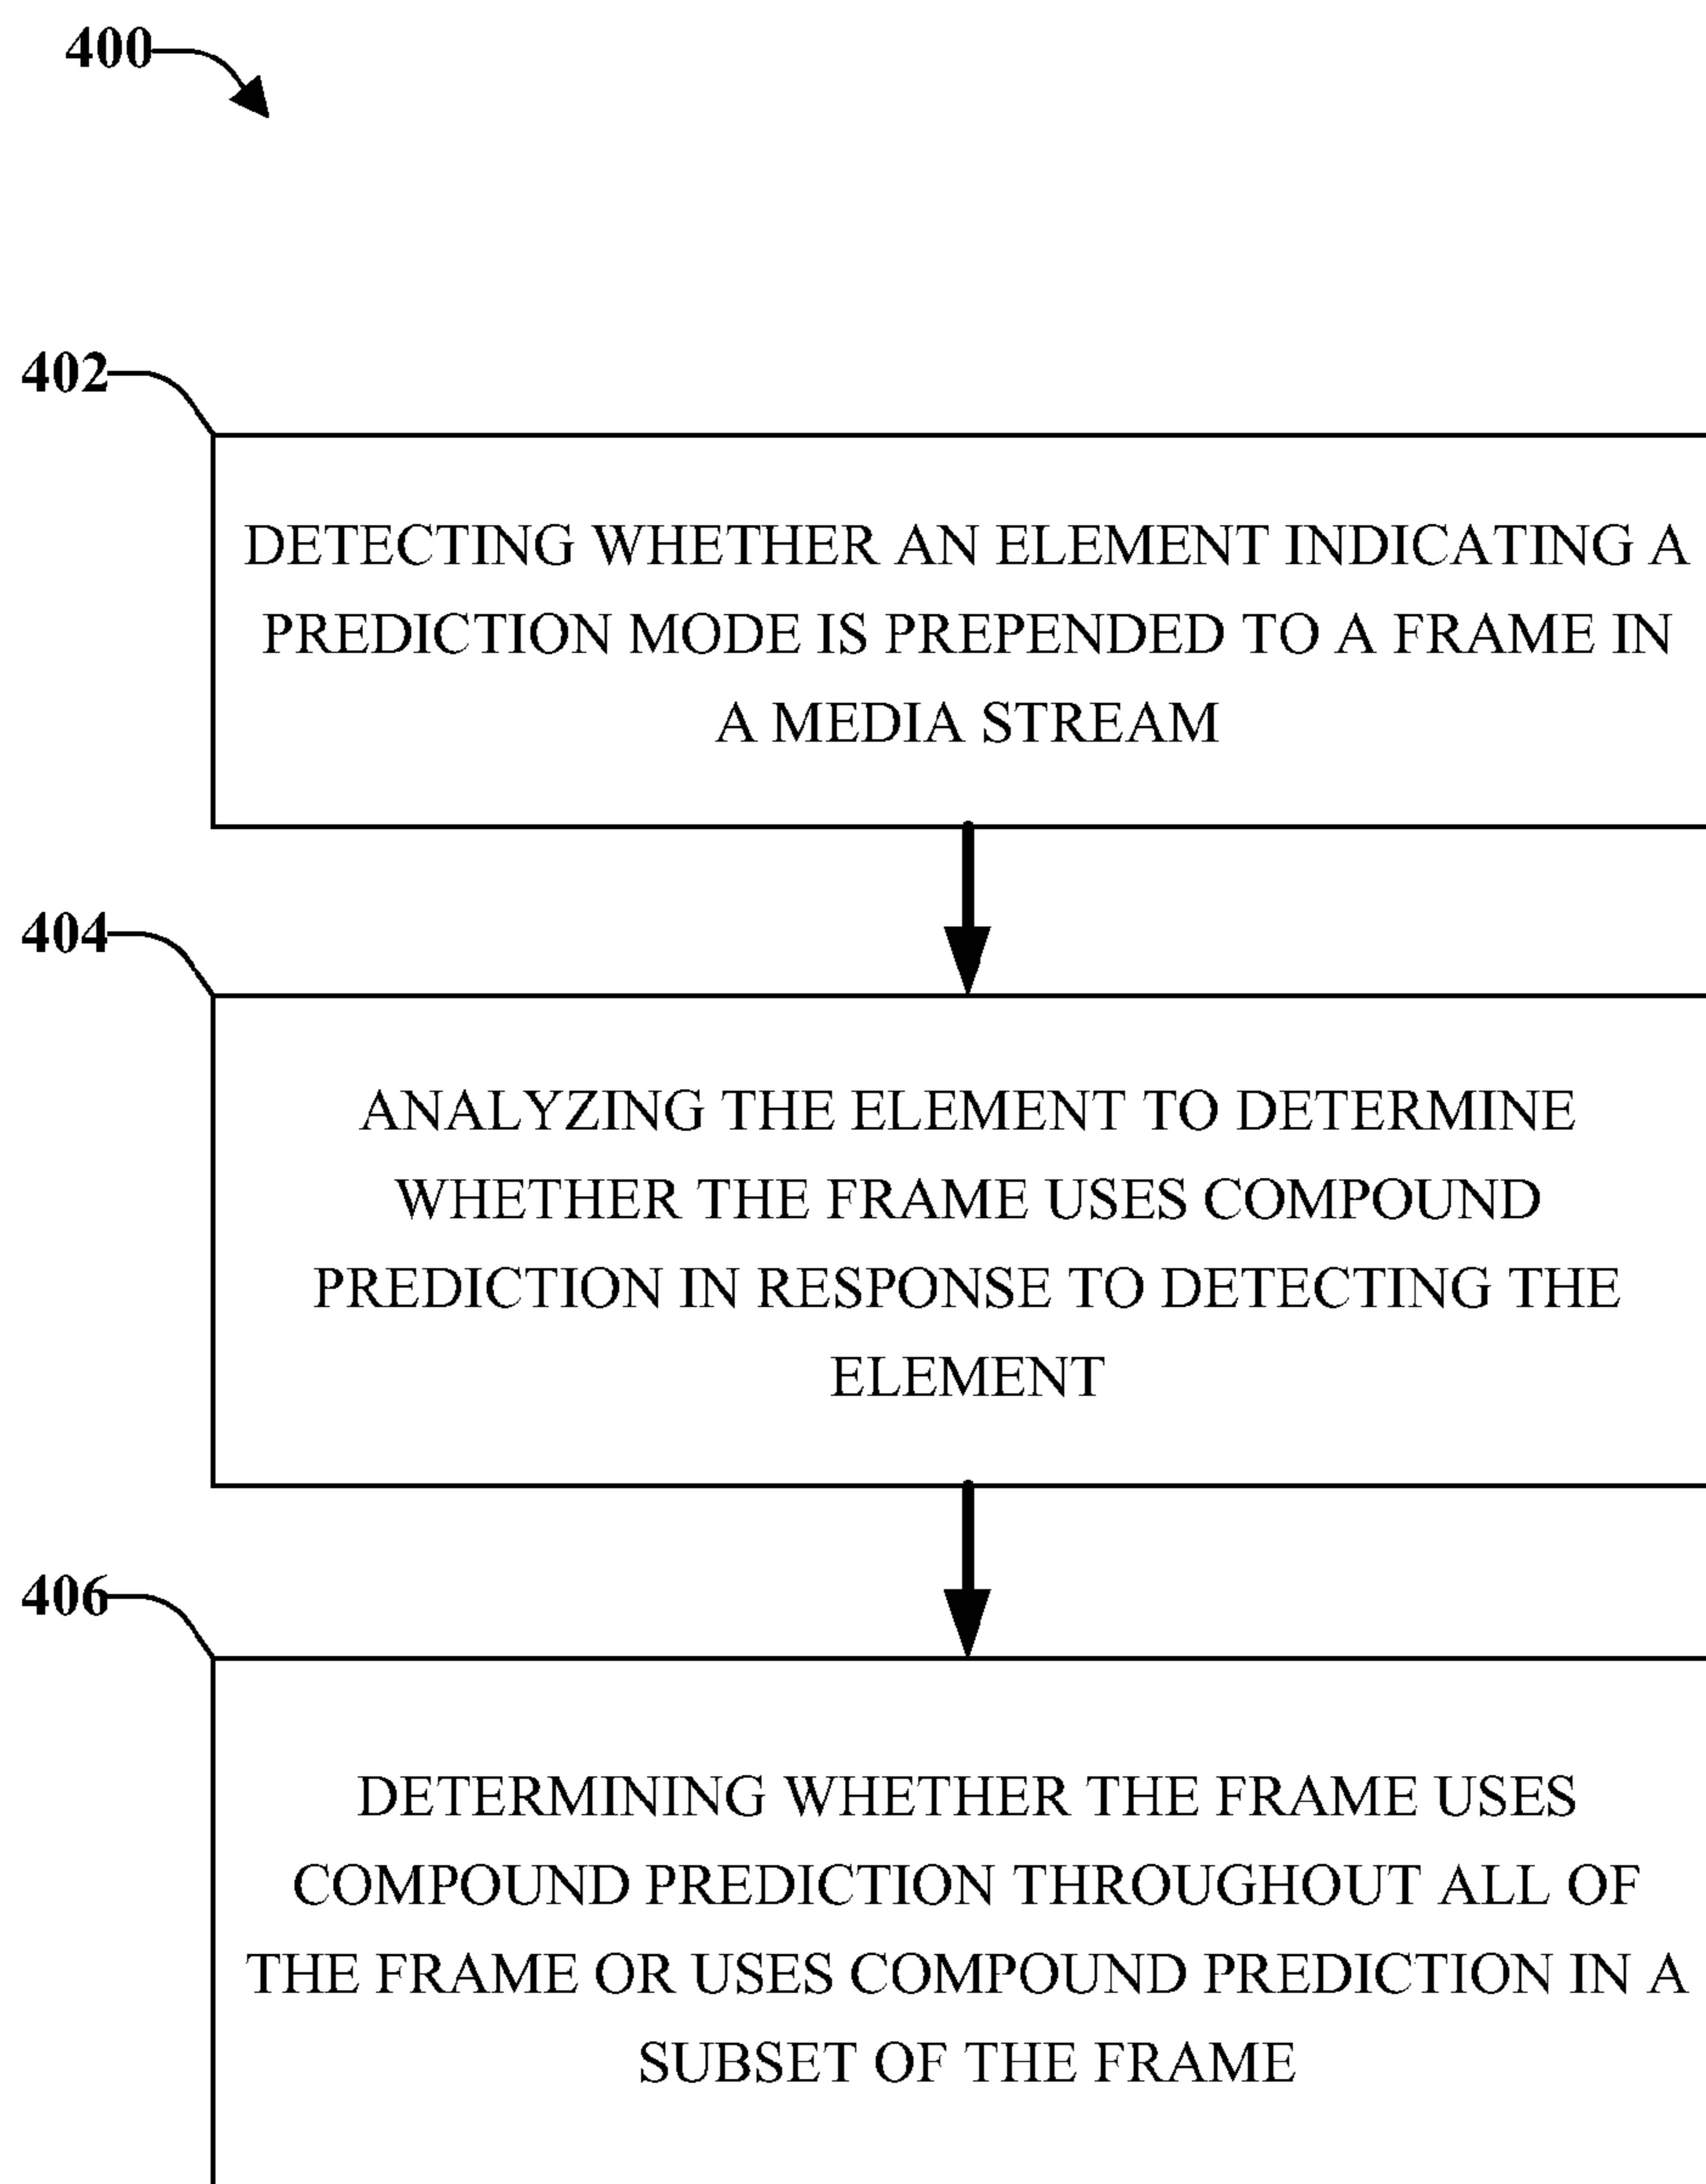 400
402
DETECTING WHETHER AN ELEMENT INDICATING A
PREDICTION MODE IS PREPENDED TO A FRAME IN
A MEDIA STREAM
404
ANALYZING THE ELEMENT TO DETERMINE
WHETHER THE FRAME USES COMPOUND
PREDICTION IN RESPONSE TO DETECTING THE
ELEMENT
406
DETERMINING WHETHER THE FRAME USES
COMPOUND PREDICTION THROUGHOUT ALL OF
THE FRAME OR USES COMPOUND PREDICTION IN A
SUBSET OF THE FRAME